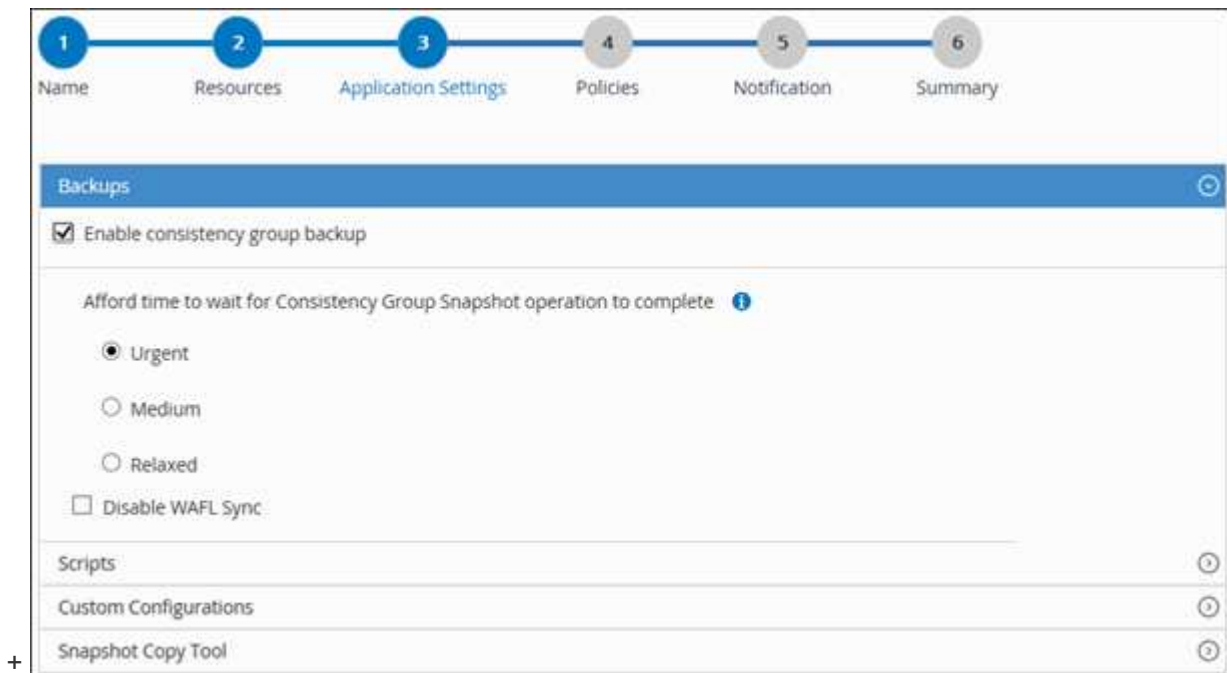 1 2 3 4 5 6
Name Resources Application Settings Policies Notification Summary
Backups
Enable consistency group backup
Afford time to wait for Consistency Group Snapshot operation to complete
Urgent
Medium
Relaxed
Disable WAFL Sync
Scripts
Custom Configurations
Snapshot Copy Tool
+